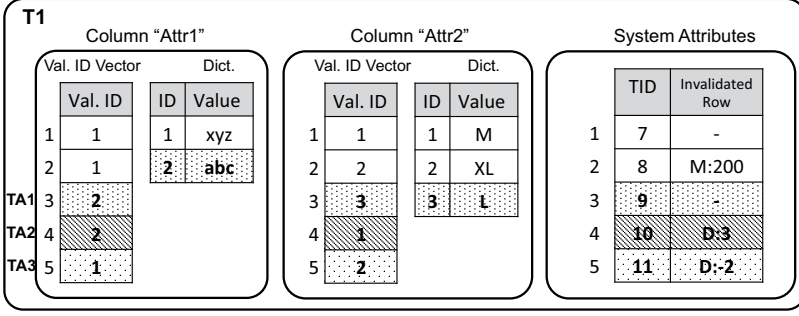 T1
Column "Attr1" Column "Attr2" System Attributes
Val. ID Vector Dict. Val. ID Vector Dict.
Val. ID ID Value Val. ID ID Value TID Invalidated Row
1 1 1 xyz 1 1 1 M 1 7 -
2 1 2 abc 2 2 2 XL 2 8 M:200
TA1 3 2 3 3 3 L 3 9 -
TA2 4 2 4 1 4 10 D:3
TA3 5 1 5 2 5 11 D:-2